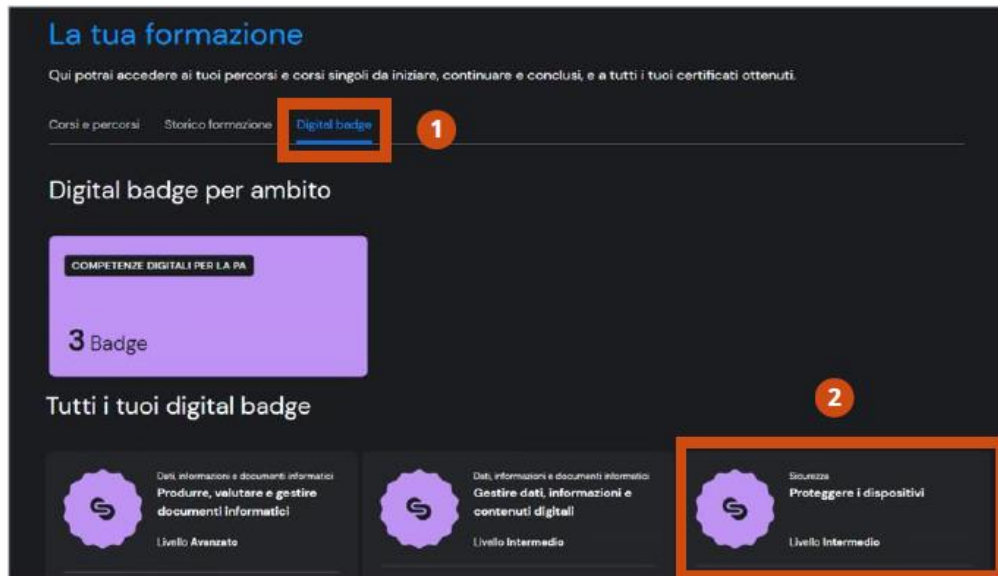 La tua formazione
Qui potrai accedere ai tuoi percorsi e corsi singoli da iniziare, continuare e conclusi, e a tutti i tuoi certificati ottenuti.
Corsi e percorsi Storico formazione Digital badge 1
Digital badge per ambito
COMPETENZE DIGITALI PER LA PA
3 Badge
Tutti i tuoi digital badge
2
Dati, informazioni e documenti informatici
Produrre, valutare e gestire
documenti informatici
Livello Avanzato
Dati, informazioni e documenti informatici
Gestire dati, informazioni e
contenuti digitali
Livello Intermedio
Sicurezza
Proteggere i dispositivi
Livello Intermedio